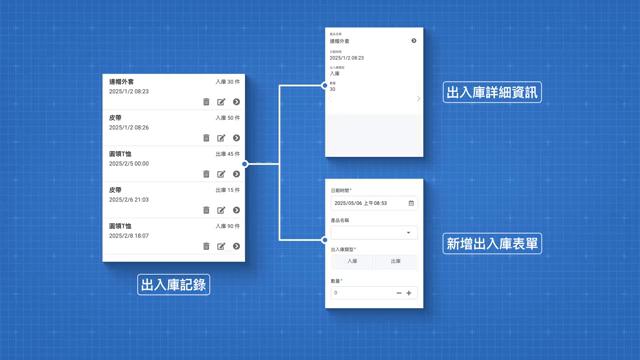 連帽外套 入庫 30 件
2025/1/2 08:23
皮帶 入庫 50 件
2025/1/2 08:26
圓領T恤 出庫 45 件
2025/2/5 00:00
皮帶 出庫 15 件
2025/2/6 21:03
圓領T恤 入庫 90 件
2025/2/8 18:07
出入庫記錄
產品名稱
連帽外套
日期時間
2025/1/2 08:23
出入庫類型
入庫
數量
30
出入庫詳細資訊
日期時間*
2025/05/06 上午08:53
產品名稱
出入庫類型*
入庫 出庫
數量*
0
新增出入庫表單